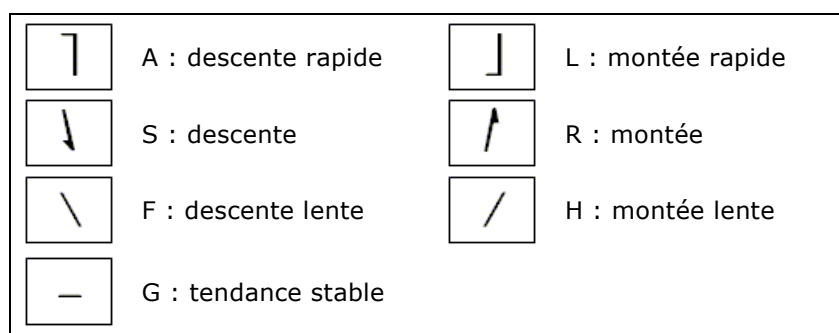 A : descente rapide
L : montée rapide
S : descente
R : montée
F : descente lente
H : montée lente
G : tendance stable